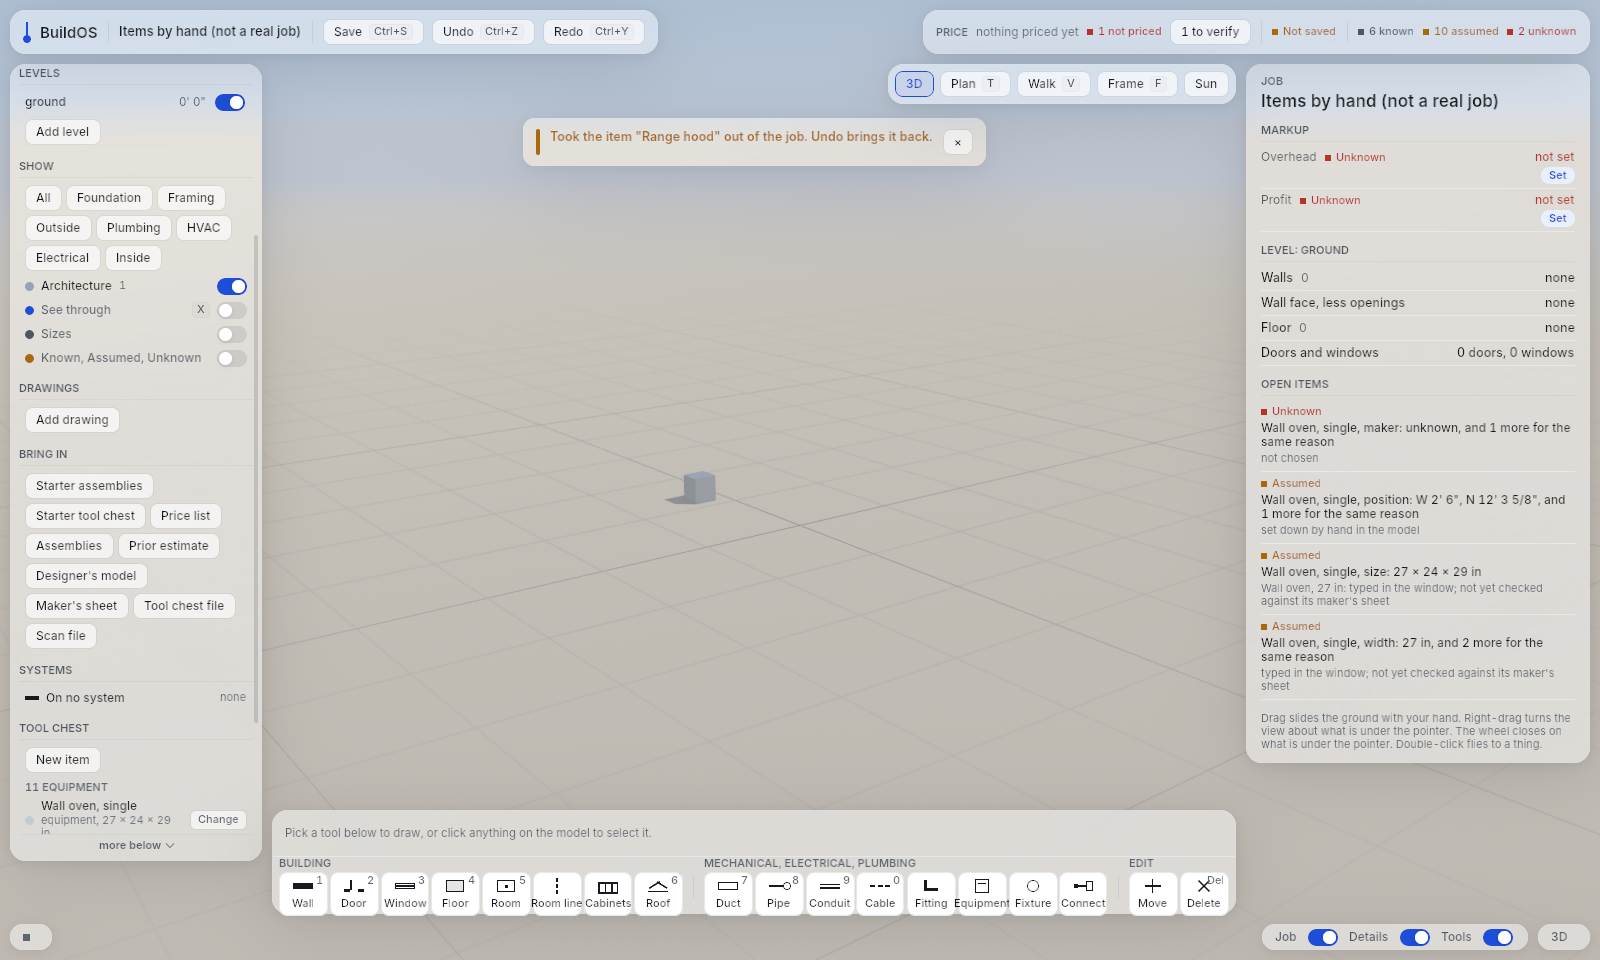 BuildOS
Items by hand (not a real job)
Save Ctrl+S
Undo Ctrl+Z
Redo Ctrl+Y
PRICE nothing priced yet 1 not priced 1 to verify Not saved 6 known 10 assumed 2 unknown
LEVELS
ground 0' 0"
Add level
SHOW
All Foundation Framing
Outside Plumbing HVAC
Electrical Inside
Architecture 1
See through X
Sizes
Known, Assumed, Unknown
DRAWINGS
Add drawing
BRING IN
Starter assemblies
Starter tool chest Price list
Assemblies Prior estimate
Designer's model
Maker's sheet Tool chest file
Scan file
SYSTEMS
On no system none
TOOL CHEST
New item
11 EQUIPMENT
Wall oven, single
equipment, 27 × 24 × 29
in
Change
more below
3D Plan T Walk V Frame F Sun
Took the item "Range hood" out of the job. Undo brings it back. ×
JOB
Items by hand (not a real job)
MARKUP
Overhead Unknown not set
Set
Profit Unknown not set
Set
LEVEL: GROUND
Walls 0 none
Wall face, less openings none
Floor 0 none
Doors and windows 0 doors, 0 windows
OPEN ITEMS
Unknown
Wall oven, single, maker: unknown, and 1 more for the
same reason
not chosen
Assumed
Wall oven, single, position: W 2' 6", N 12' 3 5/8", and
1 more for the same reason
set down by hand in the model
Assumed
Wall oven, single, size: 27 × 24 × 29 in
Wall oven, 27 in: typed in the window; not yet checked
against its maker's sheet
Assumed
Wall oven, single, width: 27 in, and 2 more for the
same reason
typed in the window; not yet checked against its maker's
sheet
Drag slides the ground with your hand. Right-drag turns the
view about what is under the pointer. The wheel closes on
what is under the pointer. Double-click flies to a thing.
Pick a tool below to draw, or click anything on the model to select it.
BUILDING MECHANICAL, ELECTRICAL, PLUMBING EDIT
1 2 3 4 5 6 7 8 9 0 Del
Wall Door Window Floor Room Room line Cabinets Roof Duct Pipe Conduit Cable Fitting Equipment Fixture Connect Move Delete
Job Details Tools 3D